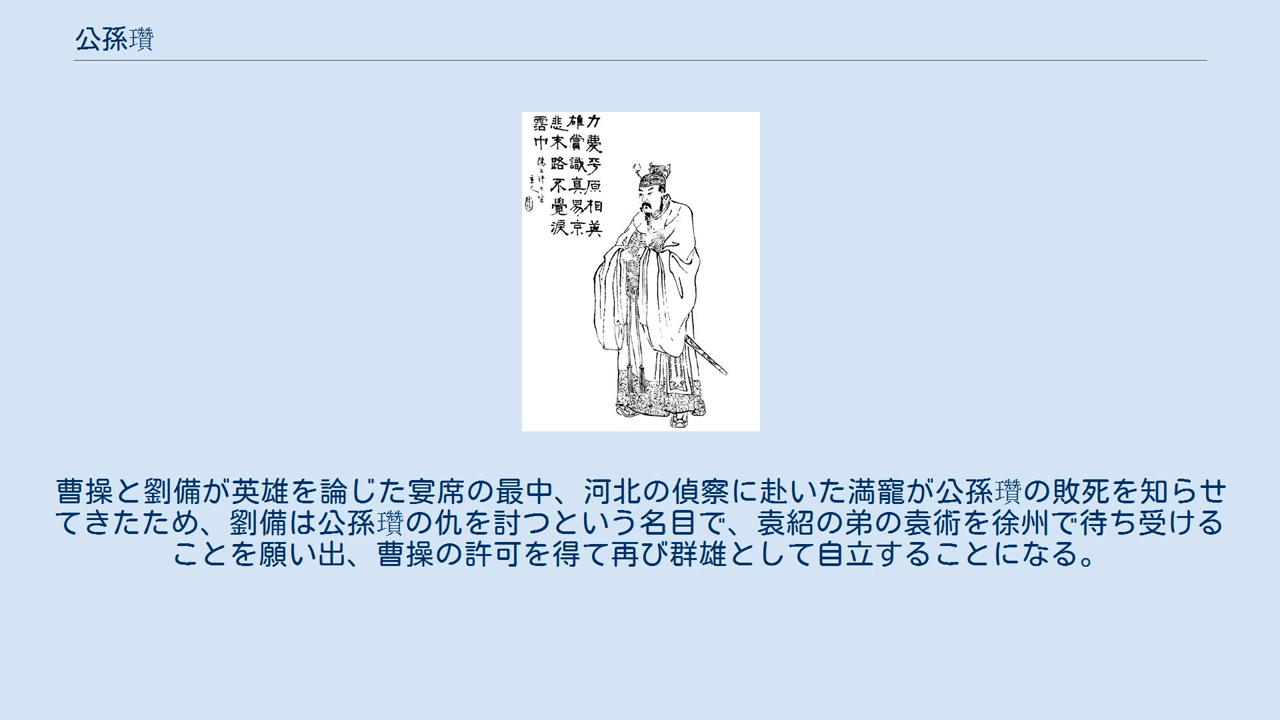 公孫瓚
力憂平原相英
雄賞識真易京
悲末路不覺淚
霑巾
曹操と劉備が英雄を論じた宴席の最中、河北の偵察に赴いた満寵が公孫瓚の敗死を知らせ
てきたため、劉備は公孫瓚の仇を討つという名目で、袁紹の弟の袁術を徐州で待ち受ける
ことを願い出、曹操の許可を得て再び群雄として自立することになる。